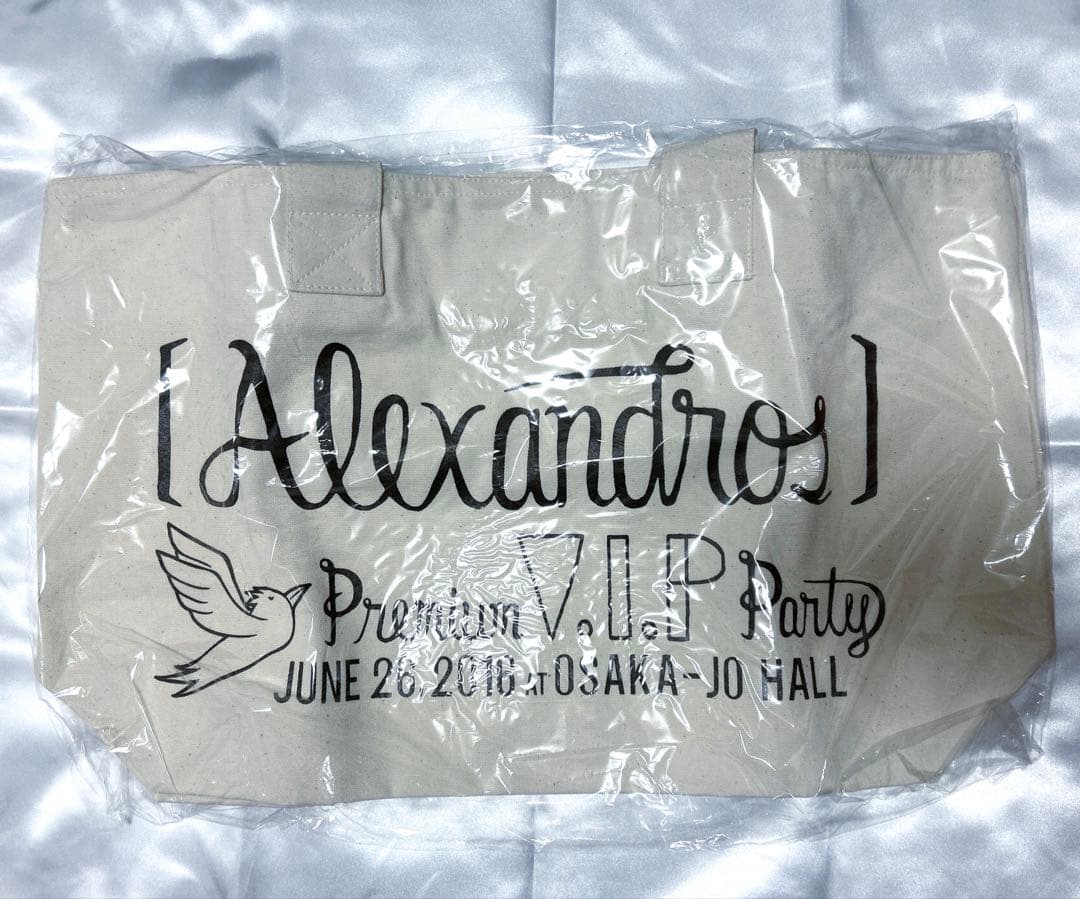 [Alexandros]
Premium V.I.P Party
JUNE 26, 2016 AT OSAKA-JO HALL